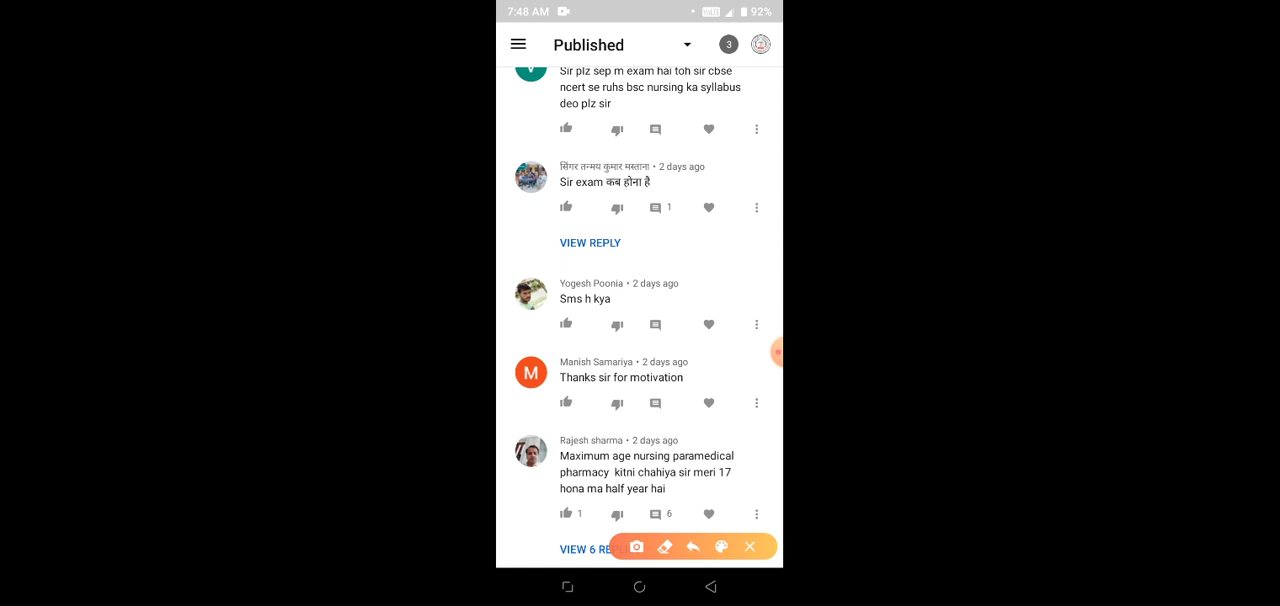 7:48 AM
VoLTE
92%
Published
3
V
Sir plz sep m exam hai toh sir cbse
ncert se ruhs bsc nursing ka syllabus
deo plz sir
सिंगर तन्मय कुमार मस्ताना • 2 days ago
Sir exam कब होना है
1
VIEW REPLY
Yogesh Poonia • 2 days ago
Sms h kya
M
Manish Samariya • 2 days ago
Thanks sir for motivation
Rajesh sharma • 2 days ago
Maximum age nursing paramedical
pharmacy kitni chahiya sir meri 17
hona ma half year hai
1
6
VIEW 6 RE